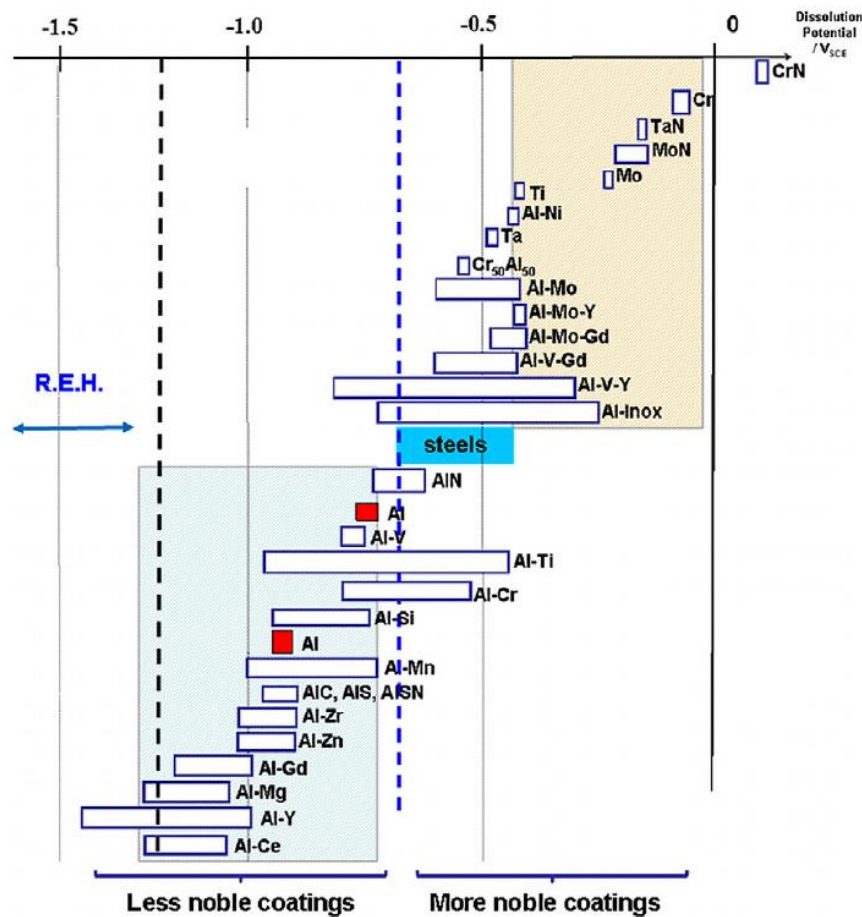 -1.5 -1.0 -0.5 0 Dissolution
Potential
/ V_SCE
CrN
Cr
TaN
MoN
Mo
Ti
Al-Ni
Ta
Cr₅₀Al₅₀
Al-Mo
Al-Mo-Y
Al-Mo-Gd
Al-V-Gd
R.E.H.
Al-V-Y
Al-Inox
steels
AlN
Al
Al-V
Al-Ti
Al-Cr
Al-Si
Al
Al-Mn
AlC, AlS, AlSN
Al-Zr
Al-Zn
Al-Gd
Al-Mg
Al-Y
Al-Ce
Less noble coatings More noble coatings